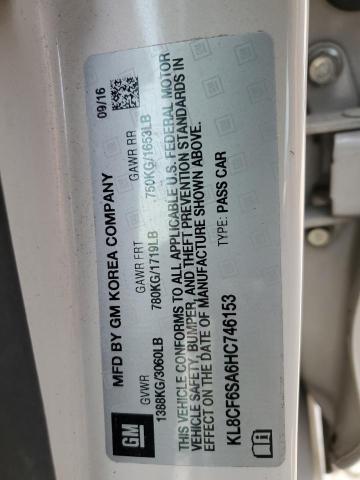 GM
MFD BY GM KOREA COMPANY
09/16
GVWR
GAWR FRT
GAWR RR
1388KG/3060LB
780KG/1719LB
750KG/1653LB
THIS VEHICLE CONFORMS TO ALL APPLICABLE U.S. FEDERAL MOTOR
VEHICLE SAFETY, BUMPER, AND THEFT PREVENTION STANDARDS IN
EFFECT ON THE DATE OF MANUFACTURE SHOWN ABOVE.
TYPE: PASS CAR
KL8CF6SA6HC746153